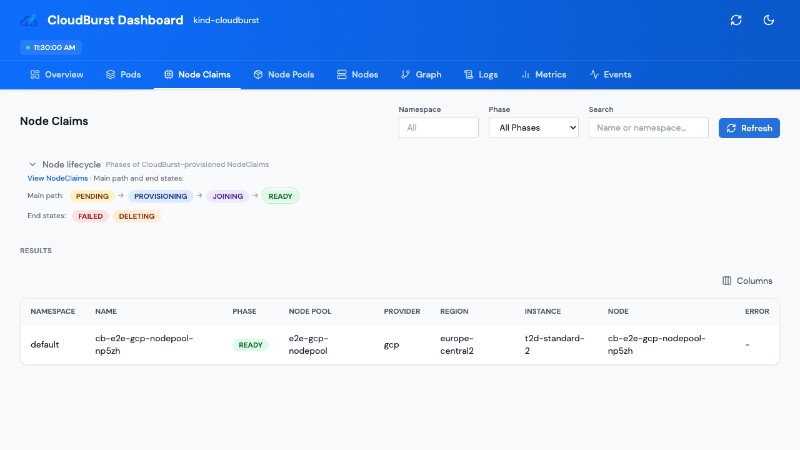 CloudBurst Dashboard kind-cloudburst
11:30:00 AM
Overview Pods Node Claims Node Pools Nodes Graph Logs Metrics Events
Node Claims
Namespace Phase Search
All All Phases Name or namespace... Refresh
Node lifecycle Phases of CloudBurst-provisioned NodeClaims
View NodeClaims · Main path and end states:
Main path: PENDING → PROVISIONING → JOINING → READY
End states: FAILED DELETING
RESULTS
Columns
NAMESPACE NAME PHASE NODE POOL PROVIDER REGION INSTANCE NODE ERROR
default cb-e2e-gcp-nodepool-np5zh READY e2e-gcp-nodepool gcp europe-central2 t2d-standard-2 cb-e2e-gcp-nodepool-np5zh -